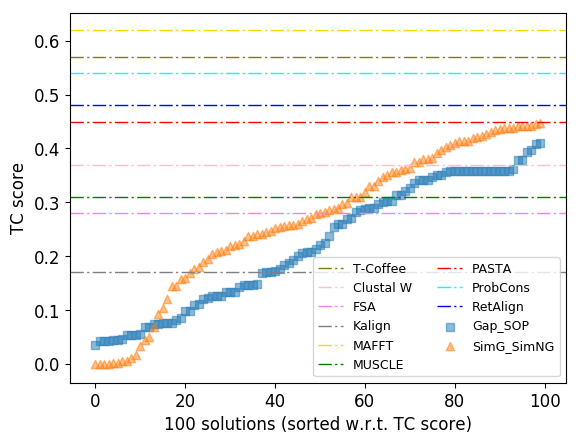 0.6
0.5
0.4
0.3
0.2
0.1
0.0
TC score
T-Coffee
Clustal W
FSA
Kalign
MAFFT
MUSCLE
PASTA
ProbCons
RetAlign
Gap_SOP
SimG_SimNG
0 20 40 60 80 100
100 solutions (sorted w.r.t. TC score)